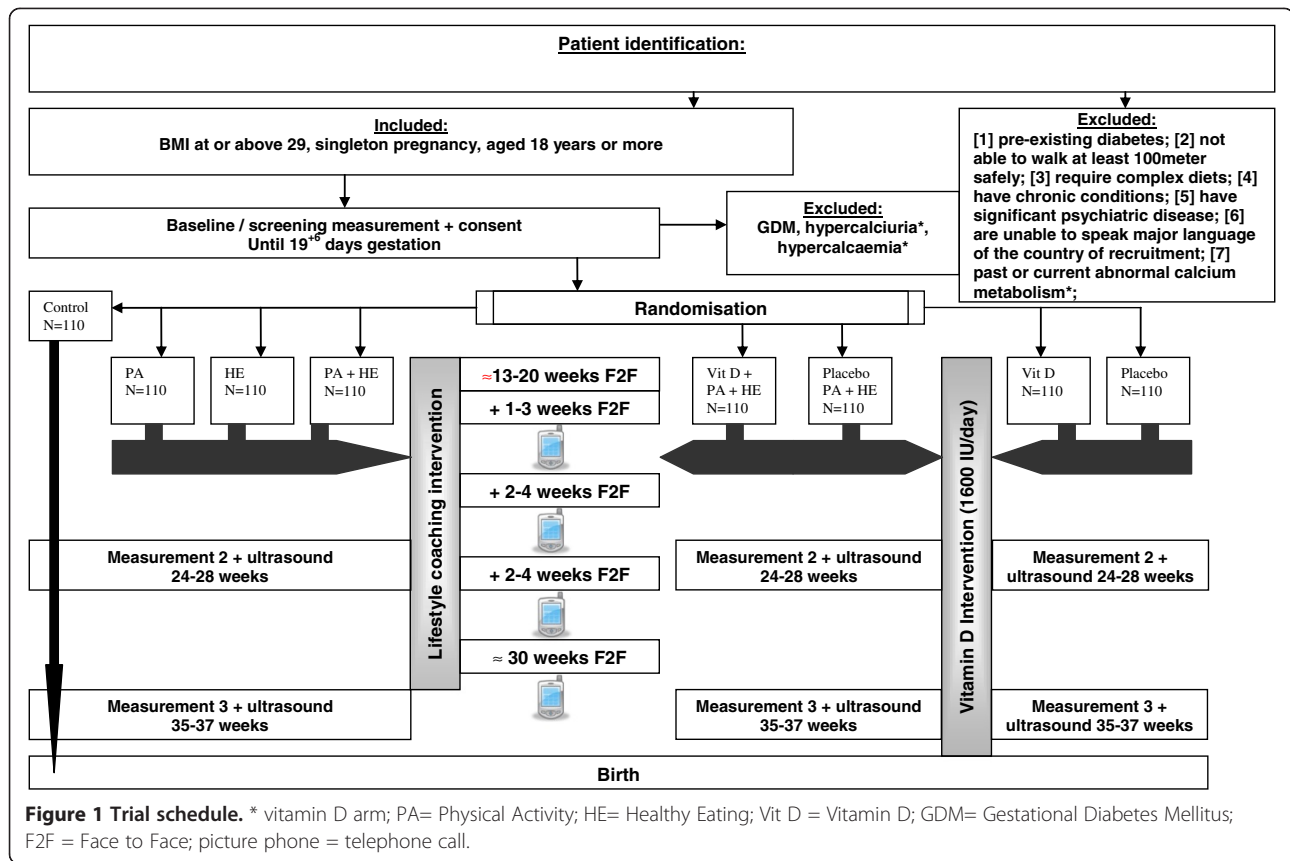 Patient identification:
Included:
BMI at or above 29, singleton pregnancy, aged 18 years or more
Excluded:
[1] pre-existing diabetes; [2] not
able to walk at least 100meter
safely; [3] require complex diets; [4]
have chronic conditions; [5] have
significant psychiatric disease; [6]
are unable to speak major language
of the country of recruitment; [7]
past or current abnormal calcium
metabolism*;
Baseline / screening measurement + consent
Until 19+6 days gestation
Excluded:
GDM, hypercalciuria*,
hypercalcaemia*
Randomisation
Control
N=110
PA
N=110
HE
N=110
PA + HE
N=110
Vit D +
PA + HE
N=110
Placebo
PA + HE
N=110
Vit D
N=110
Placebo
N=110
Lifestyle coaching intervention
≈13-20 weeks F2F
+ 1-3 weeks F2F
+ 2-4 weeks F2F
+ 2-4 weeks F2F
≈ 30 weeks F2F
Vitamin D Intervention (1600 IU/day)
Measurement 2 + ultrasound
24-28 weeks
Measurement 2 + ultrasound
24-28 weeks
Measurement 2 +
ultrasound 24-28 weeks
Measurement 3 + ultrasound
35-37 weeks
Measurement 3 + ultrasound
35-37 weeks
Measurement 3 +
ultrasound 35-37 weeks
Birth
Figure 1 Trial schedule. * vitamin D arm; PA= Physical Activity; HE= Healthy Eating; Vit D = Vitamin D; GDM= Gestational Diabetes Mellitus;
F2F = Face to Face; picture phone = telephone call.